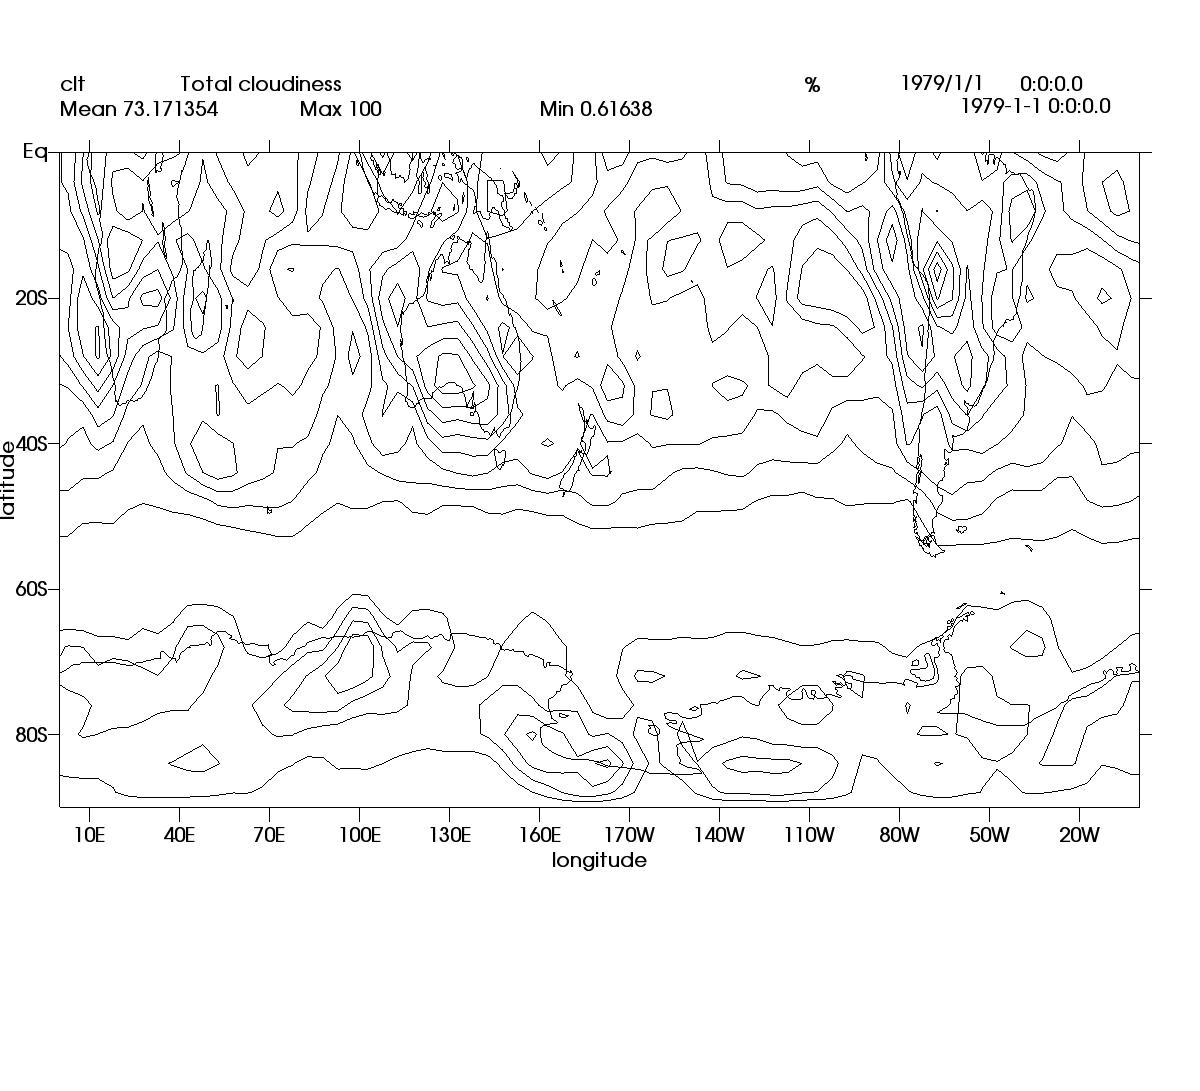 clt Total cloudiness % 1979/1/1 0:0:0.0
Mean 73.171354 Max 100 Min 0.61638 1979-1-1 0:0:0.0
Eq
20S
40S
latitude
60S
80S
10E 40E 70E 100E 130E 160E 170W 140W 110W 80W 50W 20W
longitude